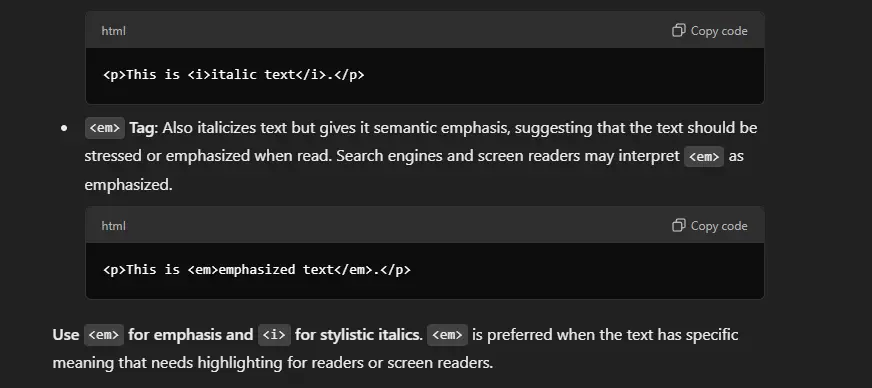 html Copy code
<p>This is <i>italic text</i>.</p>
• <em> Tag: Also italicizes text but gives it semantic emphasis, suggesting that the text should be
stressed or emphasized when read. Search engines and screen readers may interpret <em> as
emphasized.
html Copy code
<p>This is <em>emphasized text</em>.</p>
Use <em> for emphasis and <i> for stylistic italics. <em> is preferred when the text has specific
meaning that needs highlighting for readers or screen readers.